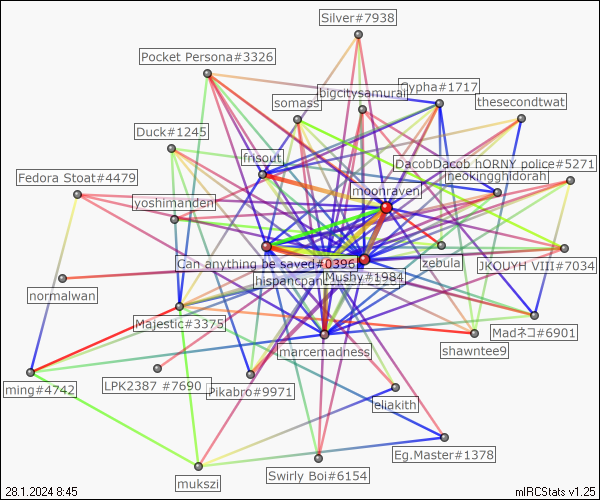 Silver#7938
Pocket Persona#3326
bigcitysamurai
Cypha#1717
somass
thesecondtwat
Duck#1245
frisout
DacobDacob hORNY police#5271
Fedora Stoat#4479
moonraven
neokingghidorah
yoshimanden
Can anything be saved#0396
zebula
JKOUYH VIII#7034
hispancpan
Mushy#1984
normalwan
Majestic#3375
Madネコ#6901
marcemadness
shawntee9
LPK2387 #7690
ming#4742
Pikabro#9971
eliakith
Eg.Master#1378
Swirly Boi#6154
mukszi
28.1.2024 8:45
mIRCStats v1.25